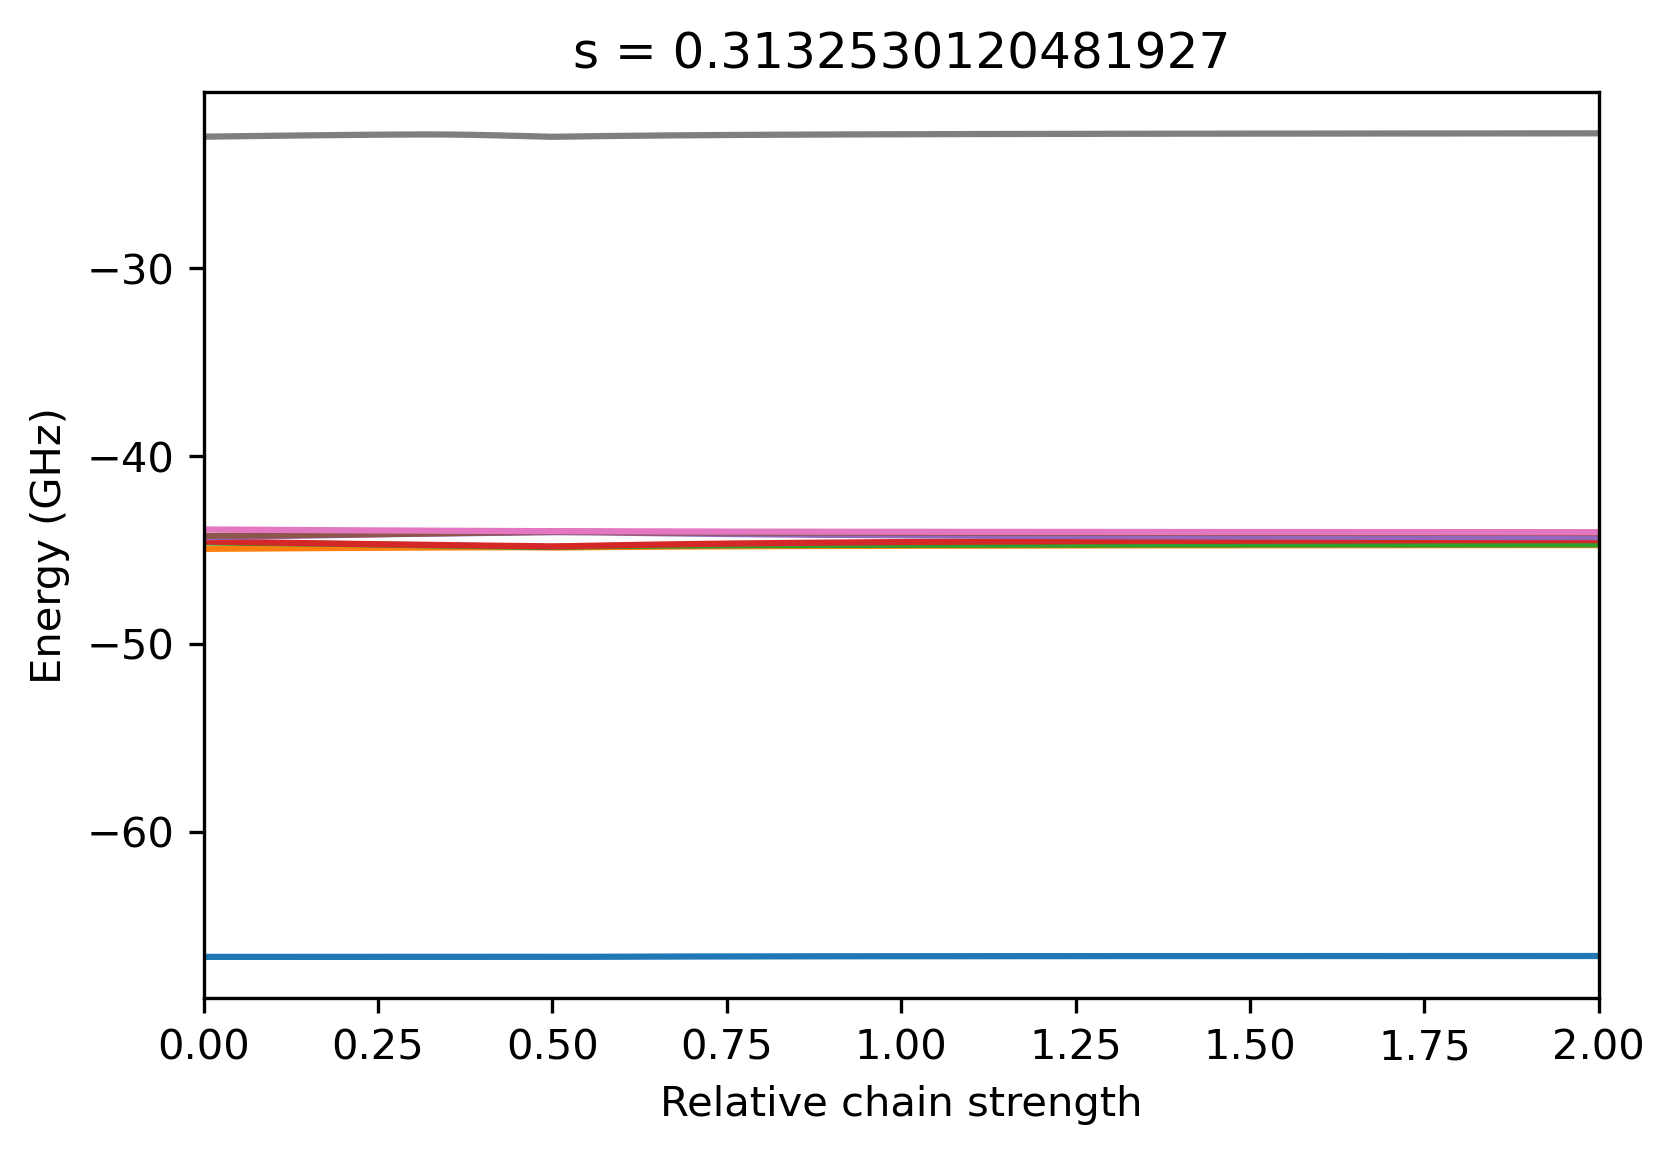 s = 0.3132530120481927
Energy (GHz)
−30
−40
−50
−60
0.00 0.25 0.50 0.75 1.00 1.25 1.50 1.75 2.00
Relative chain strength